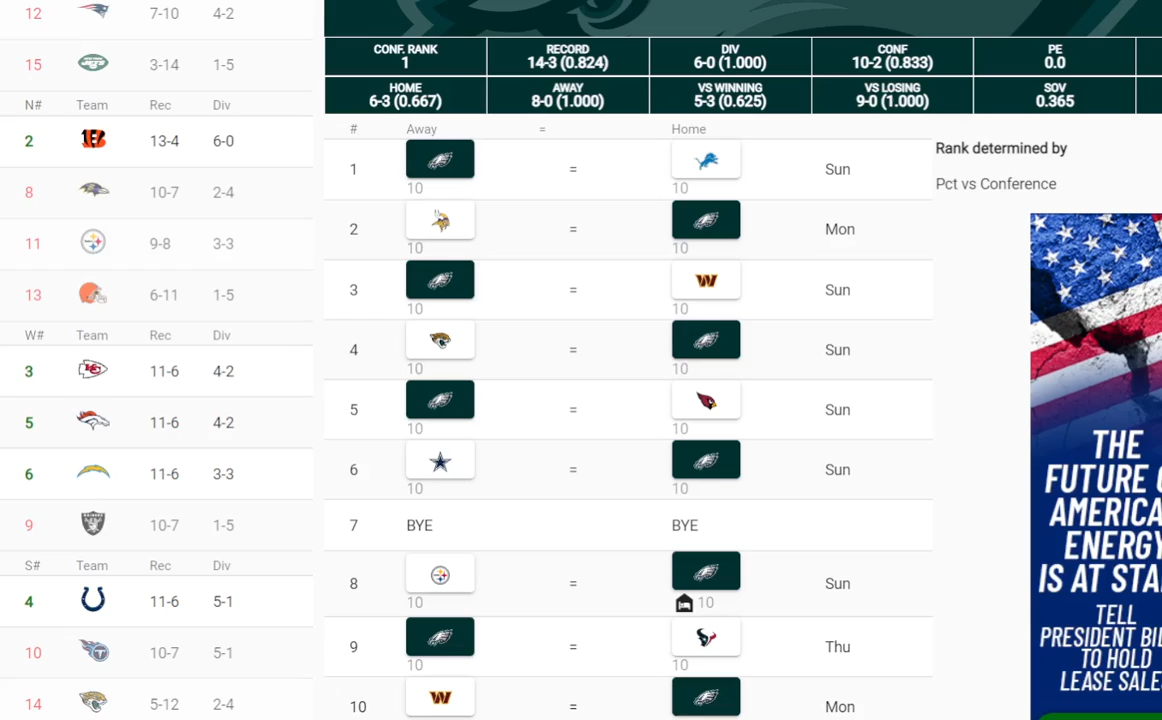 12 7-10 4-2
15 3-14 1-5
N# Team Rec Div
2 13-4 6-0
8 10-7 2-4
11 9-8 3-3
13 6-11 1-5
W# Team Rec Div
3 11-6 4-2
5 11-6 4-2
6 11-6 3-3
9 10-7 1-5
S# Team Rec Div
4 11-6 5-1
10 10-7 5-1
14 5-12 2-4
CONF. RANK RECORD DIV CONF PE
1 14-3 (0.824) 6-0 (1.000) 10-2 (0.833) 0.0
HOME AWAY VS WINNING VS LOSING SOV
6-3 (0.667) 8-0 (1.000) 5-3 (0.625) 9-0 (1.000) 0.365
# Away = Home
1 = Sun
10 10
2 = Mon
10 10
3 = Sun
10 10
4 = Sun
10 10
5 = Sun
10 10
6 = Sun
10 10
7 BYE BYE
8 = Sun
10 10
9 = Thu
10 10
10 = Mon
Rank determined by
Pct vs Conference
THE
FUTURE
AMERICA
ENERGY
IS AT
TELL
PRESIDENT
TO HOLD
LEASE SALE